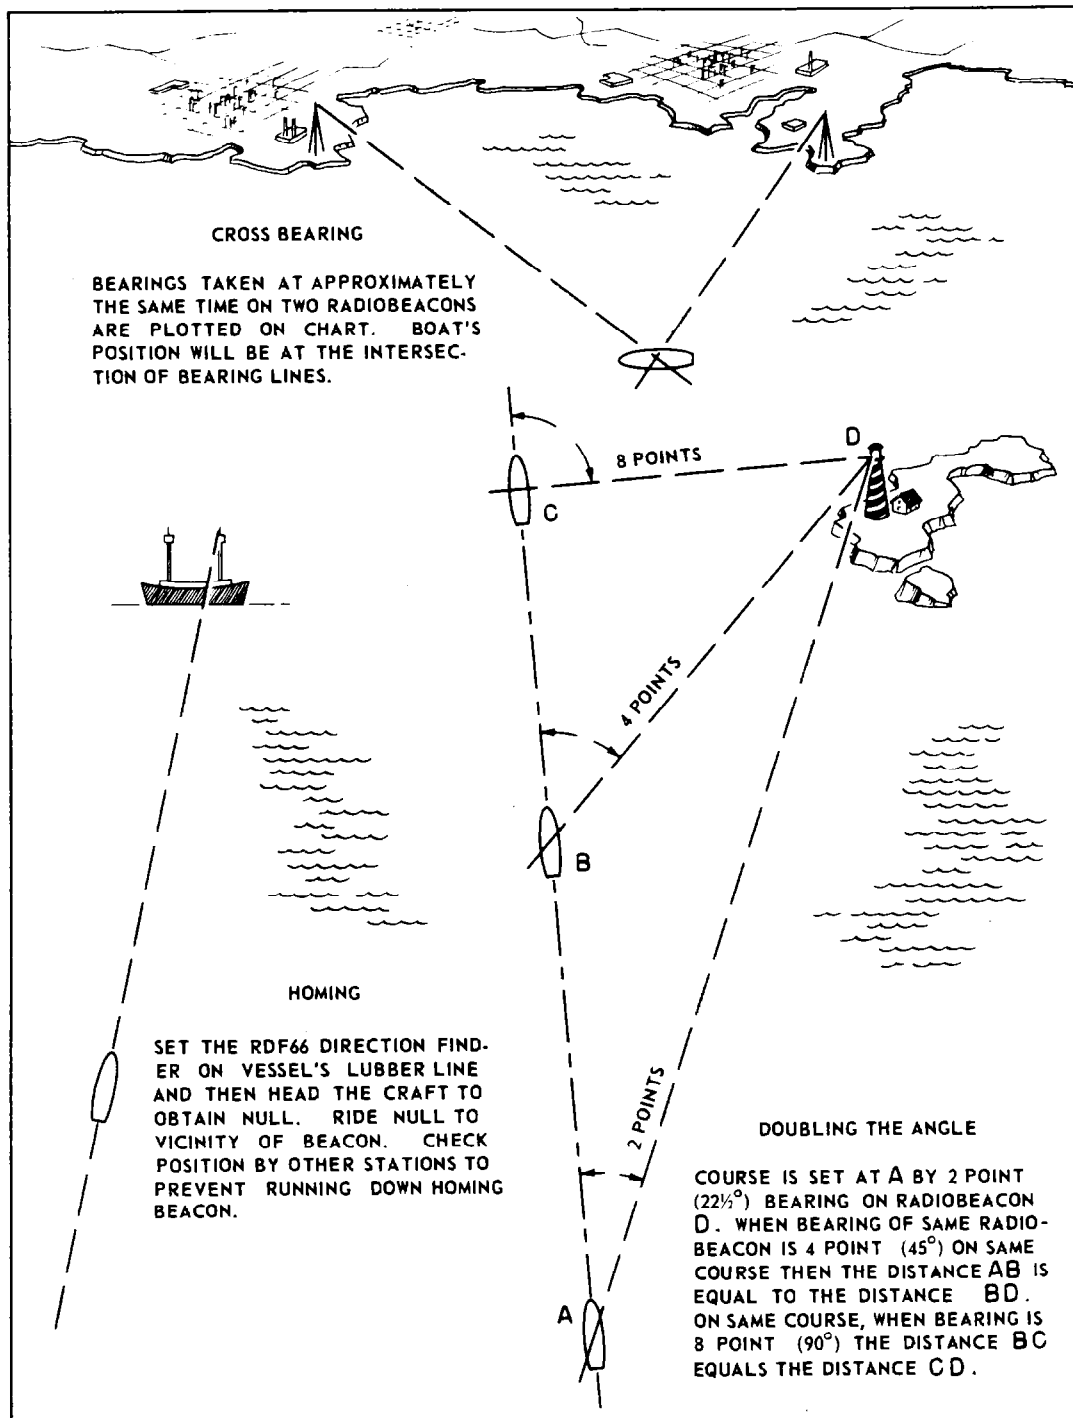 CROSS BEARING
BEARINGS TAKEN AT APPROXIMATELY
THE SAME TIME ON TWO RADIOBEACONS
ARE PLOTTED ON CHART. BOAT'S
POSITION WILL BE AT THE INTERSEC-
TION OF BEARING LINES.
D
8 POINTS
C
4 POINTS
B
HOMING
SET THE RDF66 DIRECTION FIND-
ER ON VESSEL'S LUBBER LINE
AND THEN HEAD THE CRAFT TO
OBTAIN NULL. RIDE NULL TO
VICINITY OF BEACON. CHECK
POSITION BY OTHER STATIONS TO
PREVENT RUNNING DOWN HOMING
BEACON.
2 POINTS
A
DOUBLING THE ANGLE
COURSE IS SET AT A BY 2 POINT
(22½°) BEARING ON RADIOBEACON
D. WHEN BEARING OF SAME RADIO-
BEACON IS 4 POINT (45°) ON SAME
COURSE THEN THE DISTANCE AB IS
EQUAL TO THE DISTANCE BD.
ON SAME COURSE, WHEN BEARING IS
8 POINT (90°) THE DISTANCE BC
EQUALS THE DISTANCE CD.